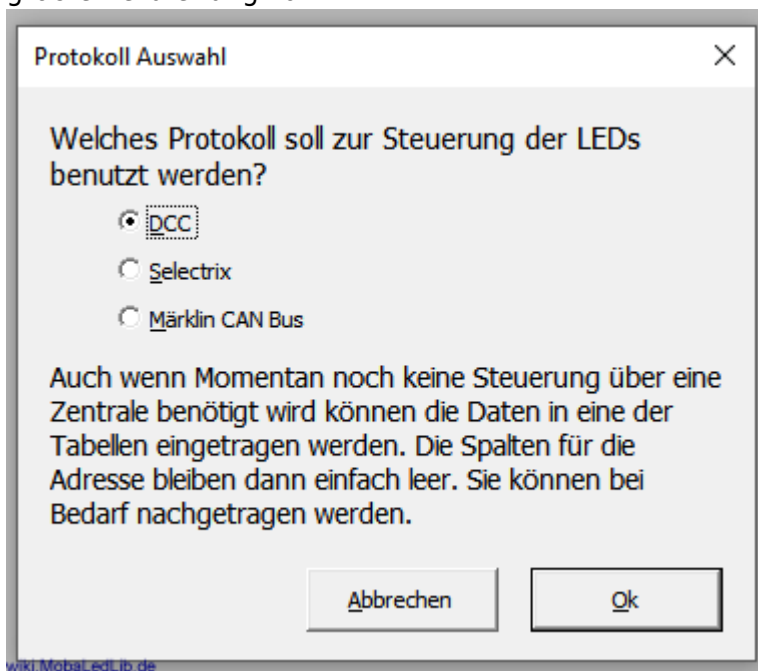 Protokoll Auswahl
Welches Protokoll soll zur Steuerung der LEDs
benutzt werden?
DCC
Selectrix
Märklin CAN Bus
Auch wenn Momentan noch keine Steuerung über eine
Zentrale benötigt wird können die Daten in eine der
Tabellen eingetragen werden. Die Spalten für die
Adresse bleiben dann einfach leer. Sie können bei
Bedarf nachgetragen werden.
Abbrechen Ok
wiki.MobaLedLib.de